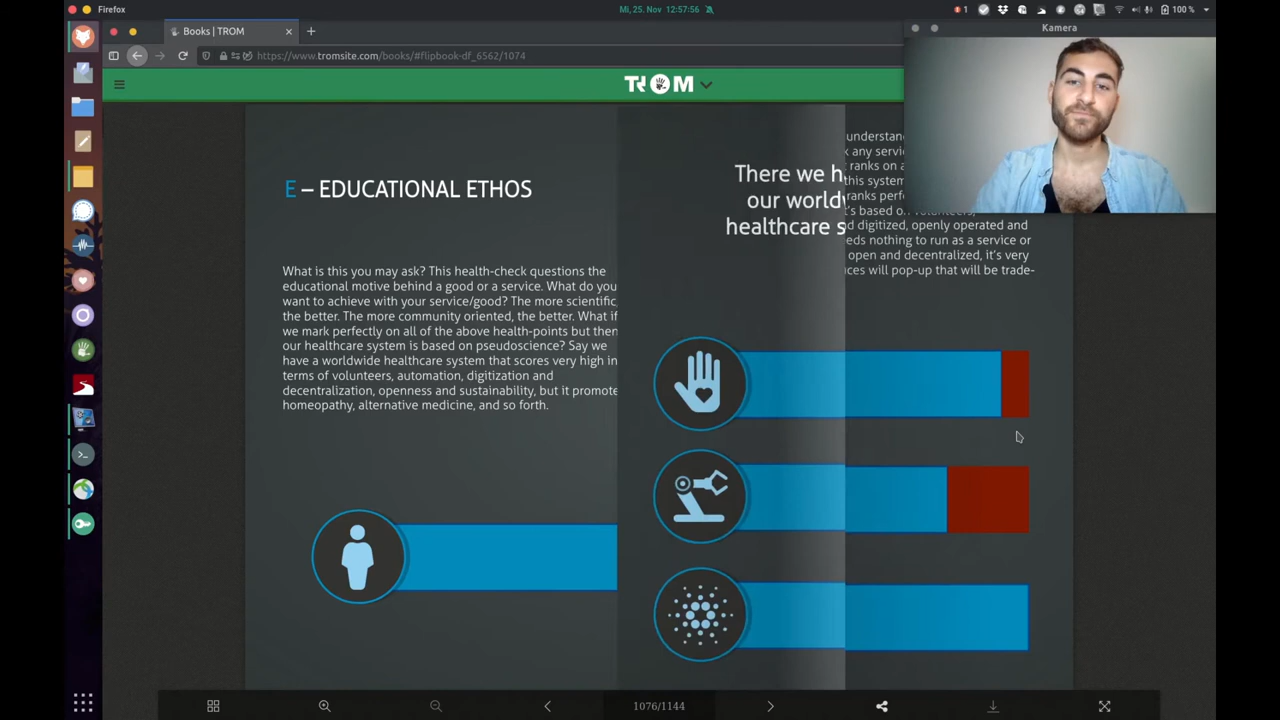 Firefox
Mi, 25. Nov 12:57:56
1
100 %
Books | TROM
Kamera
https://www.tromsite.com/books/#flipbook-df_6562/1074
TROM
E – EDUCATIONAL ETHOS
What is this you may ask? This health-check questions the
educational motive behind a good or a service. What do you
want to achieve with your service/good? The more scientific,
the better. The more community oriented, the better. What if
we mark perfectly on all of the above health-points but then
our healthcare system is based on pseudoscience? Say we
have a worldwide healthcare system that scores very high in
terms of volunteers, automation, digitization and
decentralization, openness and sustainability, but it promote
homeopathy, alternative medicine, and so forth.
There we h
our world
healthcare s
understan
k any servi
ranks on a
this system
ranks perf
's based on volunteers,
d digitized, openly operated and
eeds nothing to run as a service or
open and decentralized, it's very
ces will pop-up that will be trade-
1076/1144